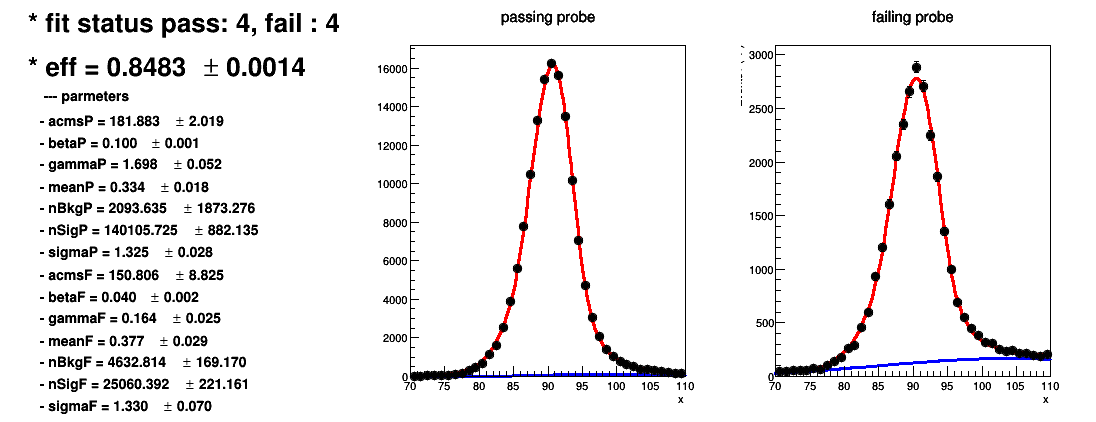 * fit status pass: 4, fail : 4
* eff = 0.8483 ± 0.0014
--- parmeters
- acmsP = 181.883 ± 2.019
- betaP = 0.100 ± 0.001
- gammaP = 1.698 ± 0.052
- meanP = 0.334 ± 0.018
- nBkgP = 2093.635 ± 1873.276
- nSigP = 140105.725 ± 882.135
- sigmaP = 1.325 ± 0.028
- acmsF = 150.806 ± 8.825
- betaF = 0.040 ± 0.002
- gammaF = 0.164 ± 0.025
- meanF = 0.377 ± 0.029
- nBkgF = 4632.814 ± 169.170
- nSigF = 25060.392 ± 221.161
- sigmaF = 1.330 ± 0.070
passing probe
16000
14000
12000
10000
8000
6000
4000
2000
0
70 75 80 85 90 95 100 105 110
x
failing probe
3000
2500
2000
1500
1000
500
0
70 75 80 85 90 95 100 105 110
x